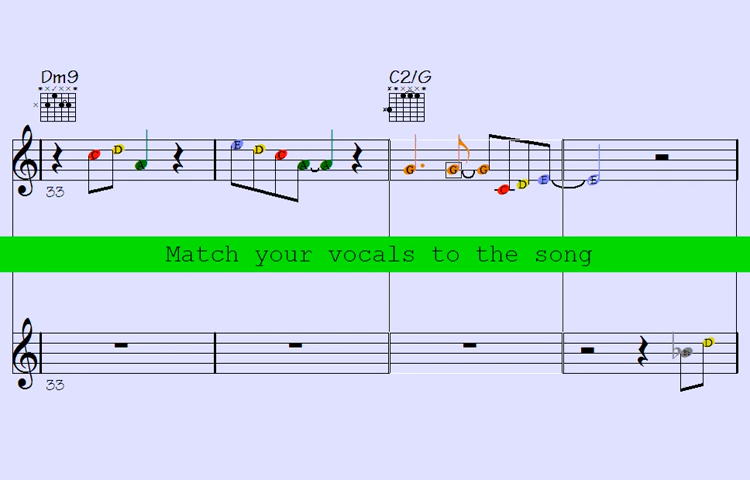 Dm9 C2/G
C D A E D C A A G G G C D E E
33
Match your vocals to the song
33
B D